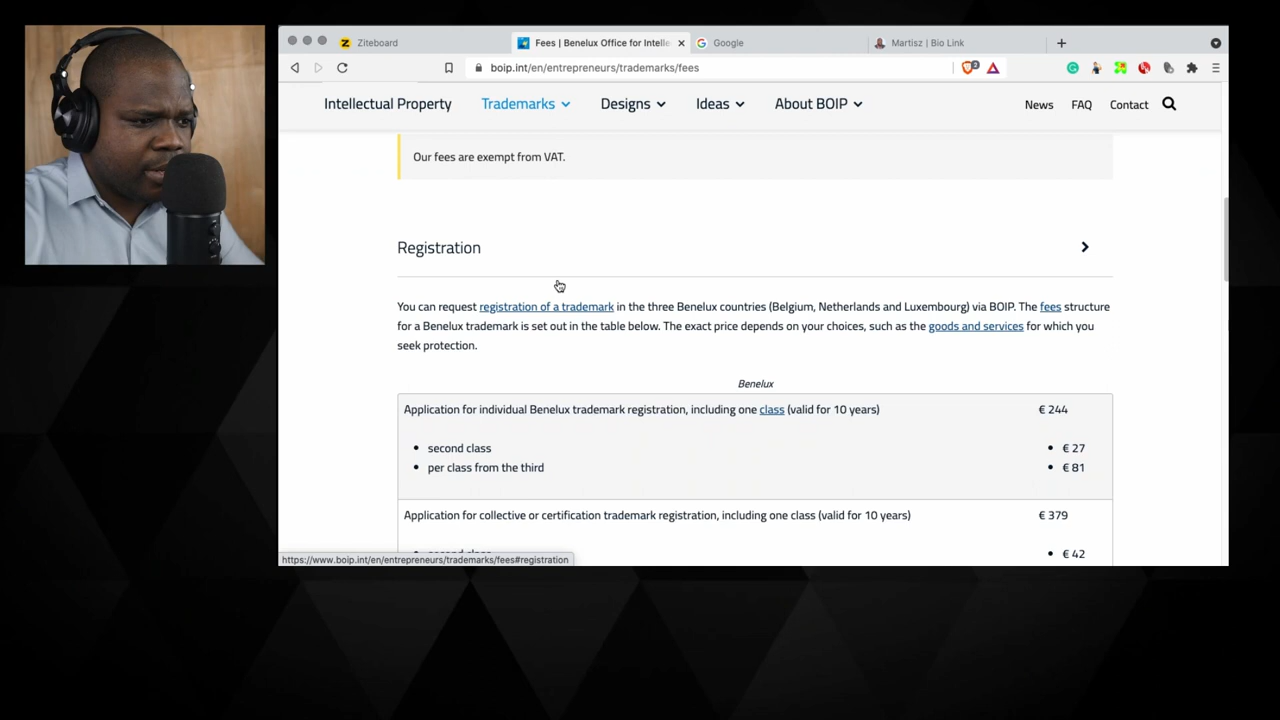 Ziteboard
Fees | Benelux Office for Intelle
Google
Martisz | Bio Link
boip.int/en/entrepreneurs/trademarks/fees
2
Intellectual Property
Trademarks
Designs
Ideas
About BOIP
News
FAQ
Contact
Our fees are exempt from VAT.
Registration
You can request registration of a trademark in the three Benelux countries (Belgium, Netherlands and Luxembourg) via BOIP. The fees structure
for a Benelux trademark is set out in the table below. The exact price depends on your choices, such as the goods and services for which you
seek protection.
Benelux
Application for individual Benelux trademark registration, including one class (valid for 10 years) € 244
• second class • € 27
• per class from the third • € 81
Application for collective or certification trademark registration, including one class (valid for 10 years) € 379
• second class • € 42
https://www.boip.int/en/entrepreneurs/trademarks/fees#registration